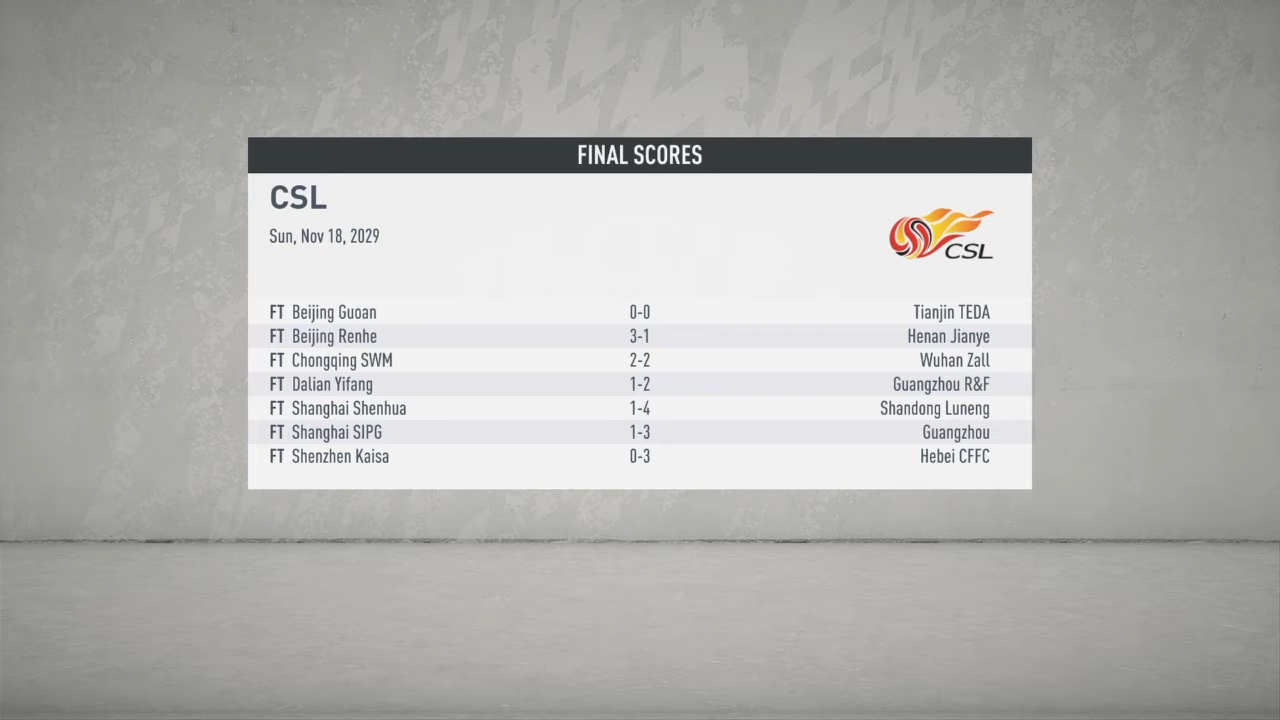 FINAL SCORES
CSL
Sun, Nov 18, 2029
CSL
FT Beijing Guoan 0-0 Tianjin TEDA
FT Beijing Renhe 3-1 Henan Jianye
FT Chongqing SWM 2-2 Wuhan Zall
FT Dalian Yifang 1-2 Guangzhou R&F
FT Shanghai Shenhua 1-4 Shandong Luneng
FT Shanghai SIPG 1-3 Guangzhou
FT Shenzhen Kaisa 0-3 Hebei CFFC